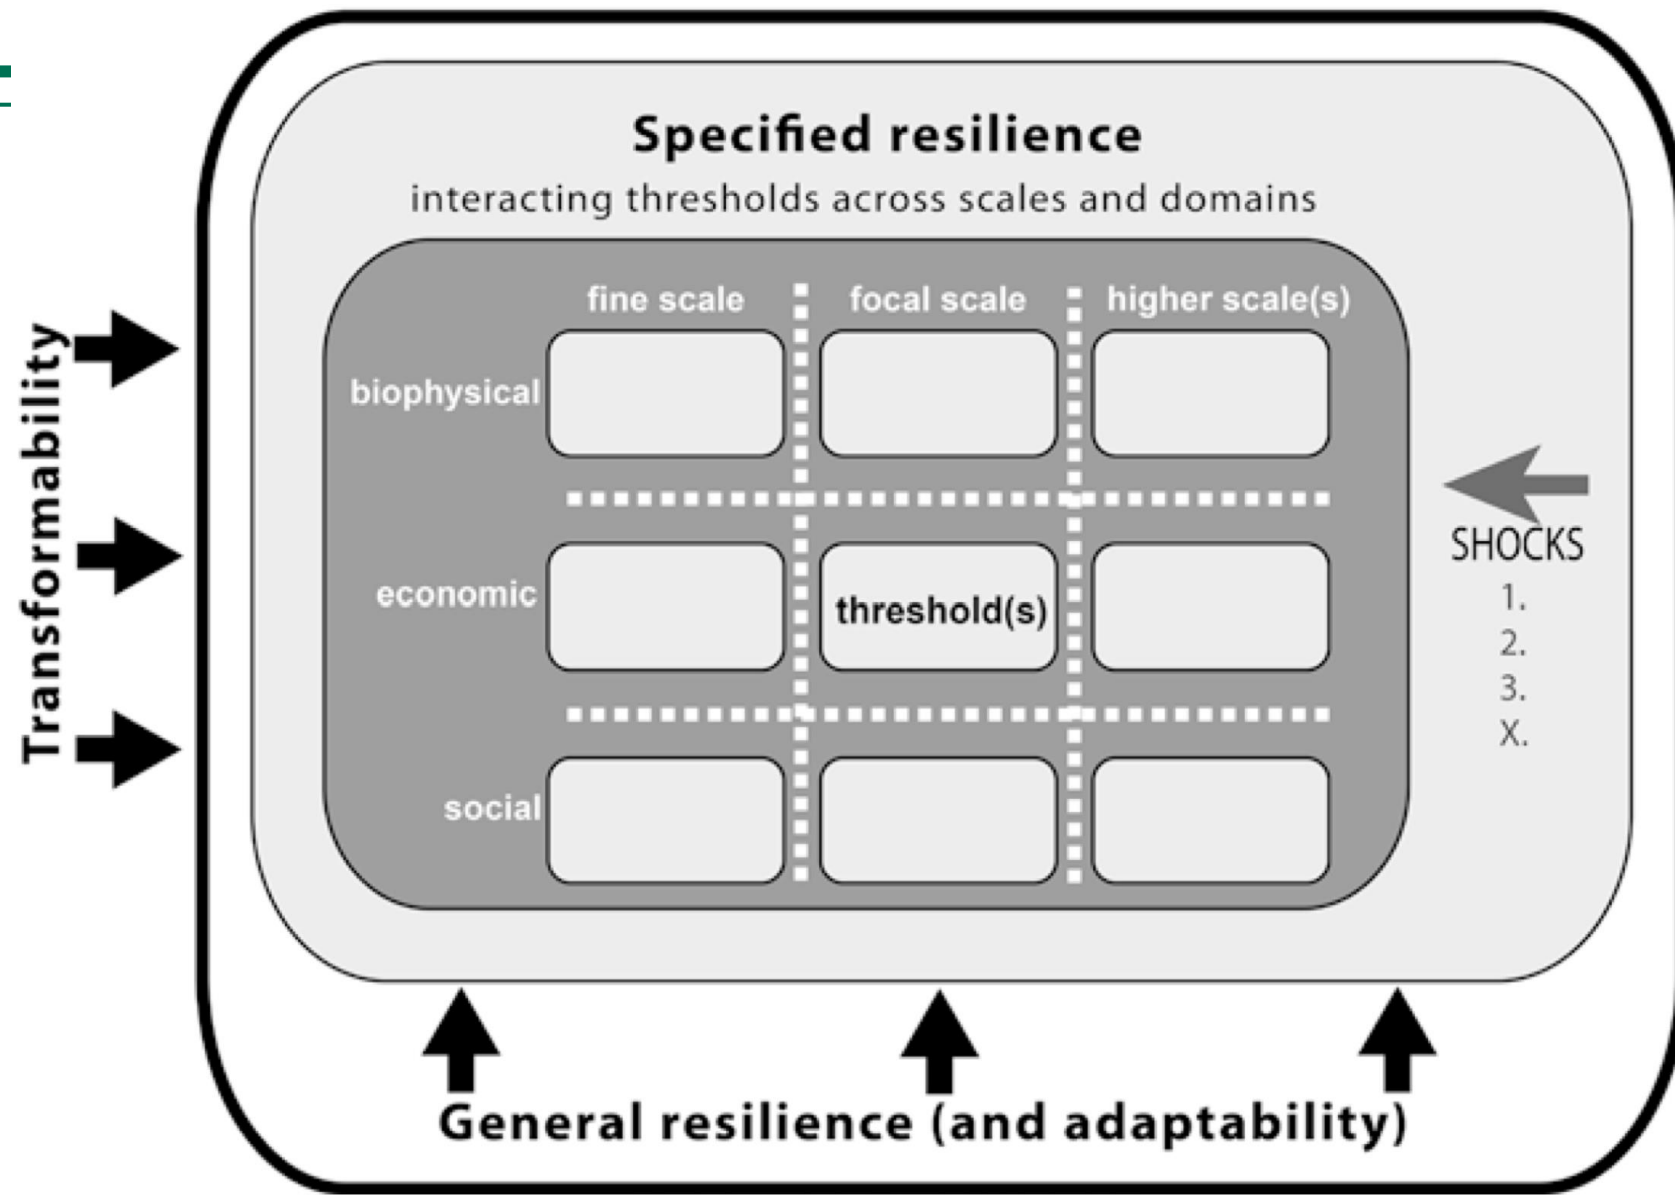 Specified resilience
interacting thresholds across scales and domains
fine scale
focal scale
higher scale(s)
biophysical
economic
threshold(s)
social
SHOCKS
1.
2.
3.
X.
Transformability
General resilience (and adaptability)